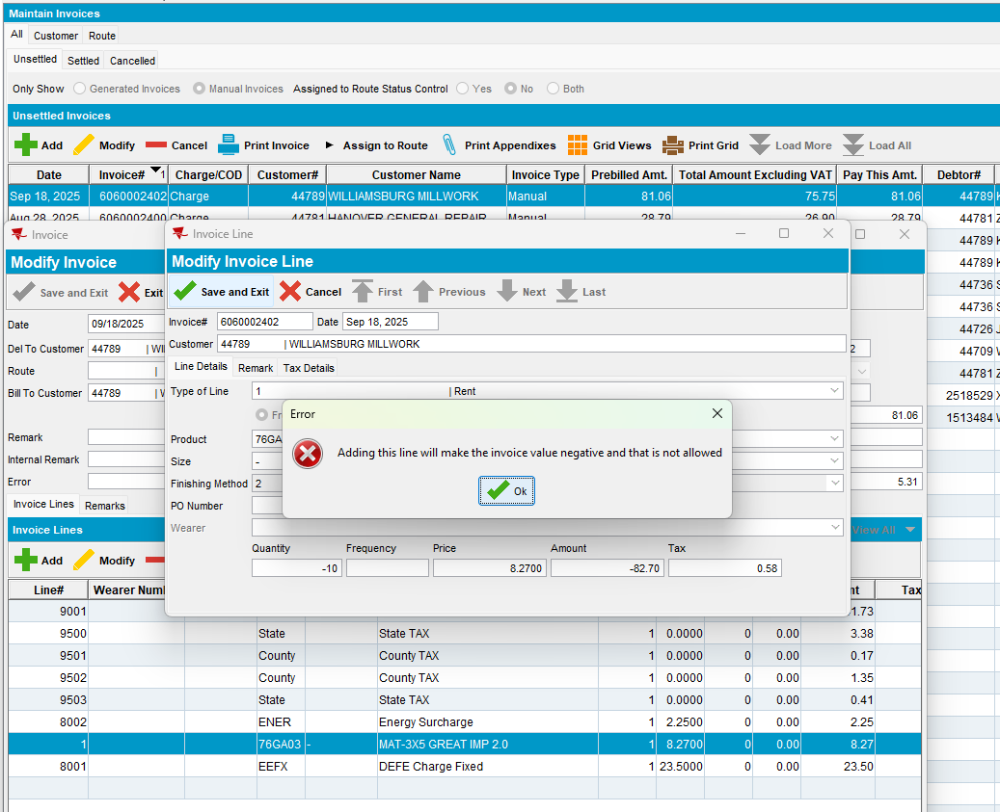 Maintain Invoices
All Customer Route
Unsettled Settled Cancelled
Only Show Generated Invoices Manual Invoices Assigned to Route Status Control Yes No Both
Unsettled Invoices
Add Modify Cancel Print Invoice Assign to Route Print Appendixes Grid Views Print Grid Load More Load All
Date Invoice# 1 Charge/COD Customer# Customer Name Invoice Type Prebilled Amt. Total Amount Excluding VAT Pay This Amt. Debtor#
Sep 18, 2025 6060002402 Charge 44789 WILLIAMSBURG MILLWORK Manual 81.06 75.75 81.06 44789
Aug 28, 2025 6060002400 Charge 44781 HANOVER GENERAL REPAIR Manual 28.79 26.90 28.79 44781
44789
44789
44736
44736
44726
44709
44781
2518529
1513484
Invoice
Modify Invoice
Save and Exit Exit
Date 09/18/2025
Del To Customer 44789
Route
Bill To Customer 44789
81.06
Remark
Internal Remark
Error 5.31
Invoice Lines Remarks
Invoice Lines View All
Add Modify
Invoice Line
Modify Invoice Line
Save and Exit Cancel First Previous Next Last
Invoice# 6060002402 Date Sep 18, 2025
Customer 44789 | WILLIAMSBURG MILLWORK
Line Details Remark Tax Details
Type of Line 1 | Rent
Product 76GA
Size -
Finishing Method 2
PO Number
Wearer
Quantity Frequency Price Amount Tax
-10 8.2700 -82.70 0.58
Error
Adding this line will make the invoice value negative and that is not allowed
Ok
Line# Wearer Num Tax
9001 1.73
9500 State State TAX 1 0.0000 0 0.00 3.38
9501 County County TAX 1 0.0000 0 0.00 0.17
9502 County County TAX 1 0.0000 0 0.00 1.35
9503 State State TAX 1 0.0000 0 0.00 0.41
8002 ENER Energy Surcharge 1 2.2500 0 0.00 2.25
1 76GA03 - MAT-3X5 GREAT IMP 2.0 1 8.2700 0 0.00 8.27
8001 EEFX DEFE Charge Fixed 1 23.5000 0 0.00 23.50